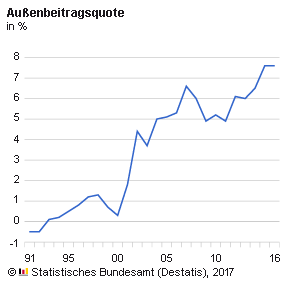 Außenbeitragsquote
in %
8
7
6
5
4
3
2
1
0
-1
91 95 00 05 10 16
© Statistisches Bundesamt (Destatis), 2017